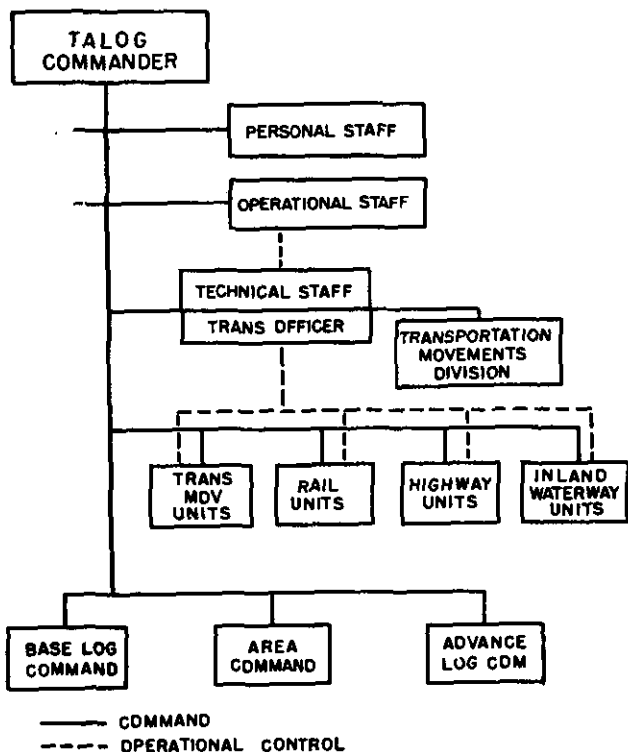 TALOG
COMMANDER
PERSONAL STAFF
OPERATIONAL STAFF
TECHNICAL STAFF
TRANS OFFICER
TRANSPORTATION
MOVEMENTS
DIVISION
TRANS
MOV
UNITS
RAIL
UNITS
HIGHWAY
UNITS
INLAND
WATERWAY
UNITS
BASE LOG
COMMAND
AREA
COMMAND
ADVANCE
LOG COM
COMMAND
OPERATIONAL CONTROL